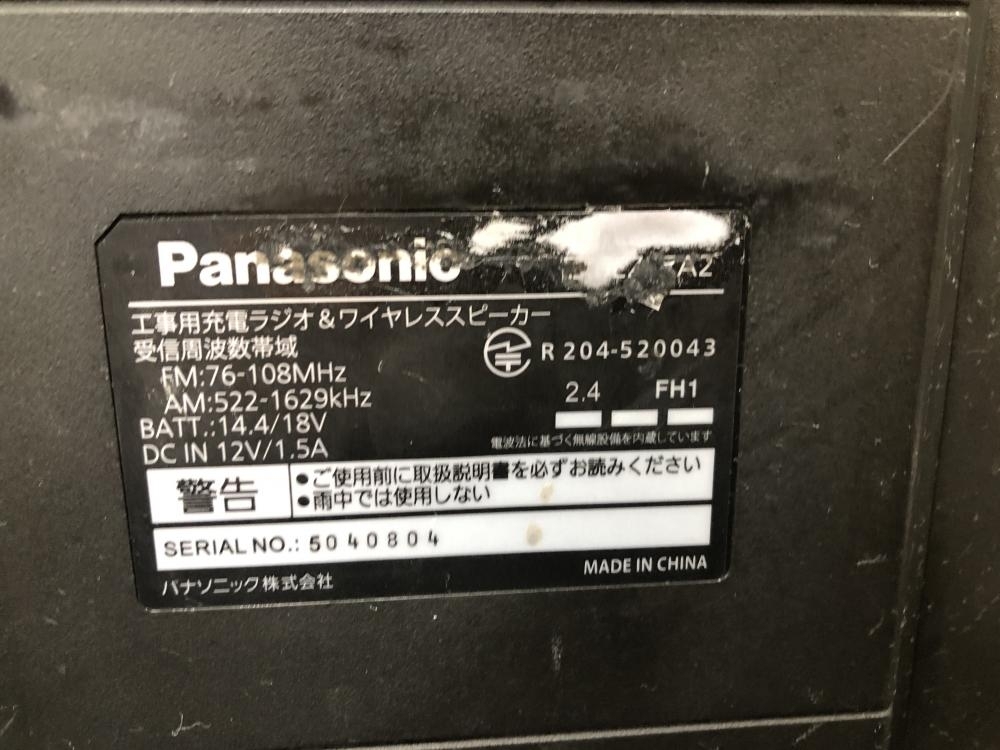 Panasonic
A2
工事用充電ラジオ&ワイヤレススピーカー
受信周波数帯域
R 204-520043
FM:76-108MHz
AM:522-1629kHz
2.4 FH1
BATT.:14.4/18V
電波法に基づく無線設備を内蔵しています
DC IN 12V/1.5A
警告
●ご使用前に取扱説明書を必ずお読みください
●雨中では使用しない
SERIAL NO.: 5040804
パナソニック株式会社
MADE IN CHINA